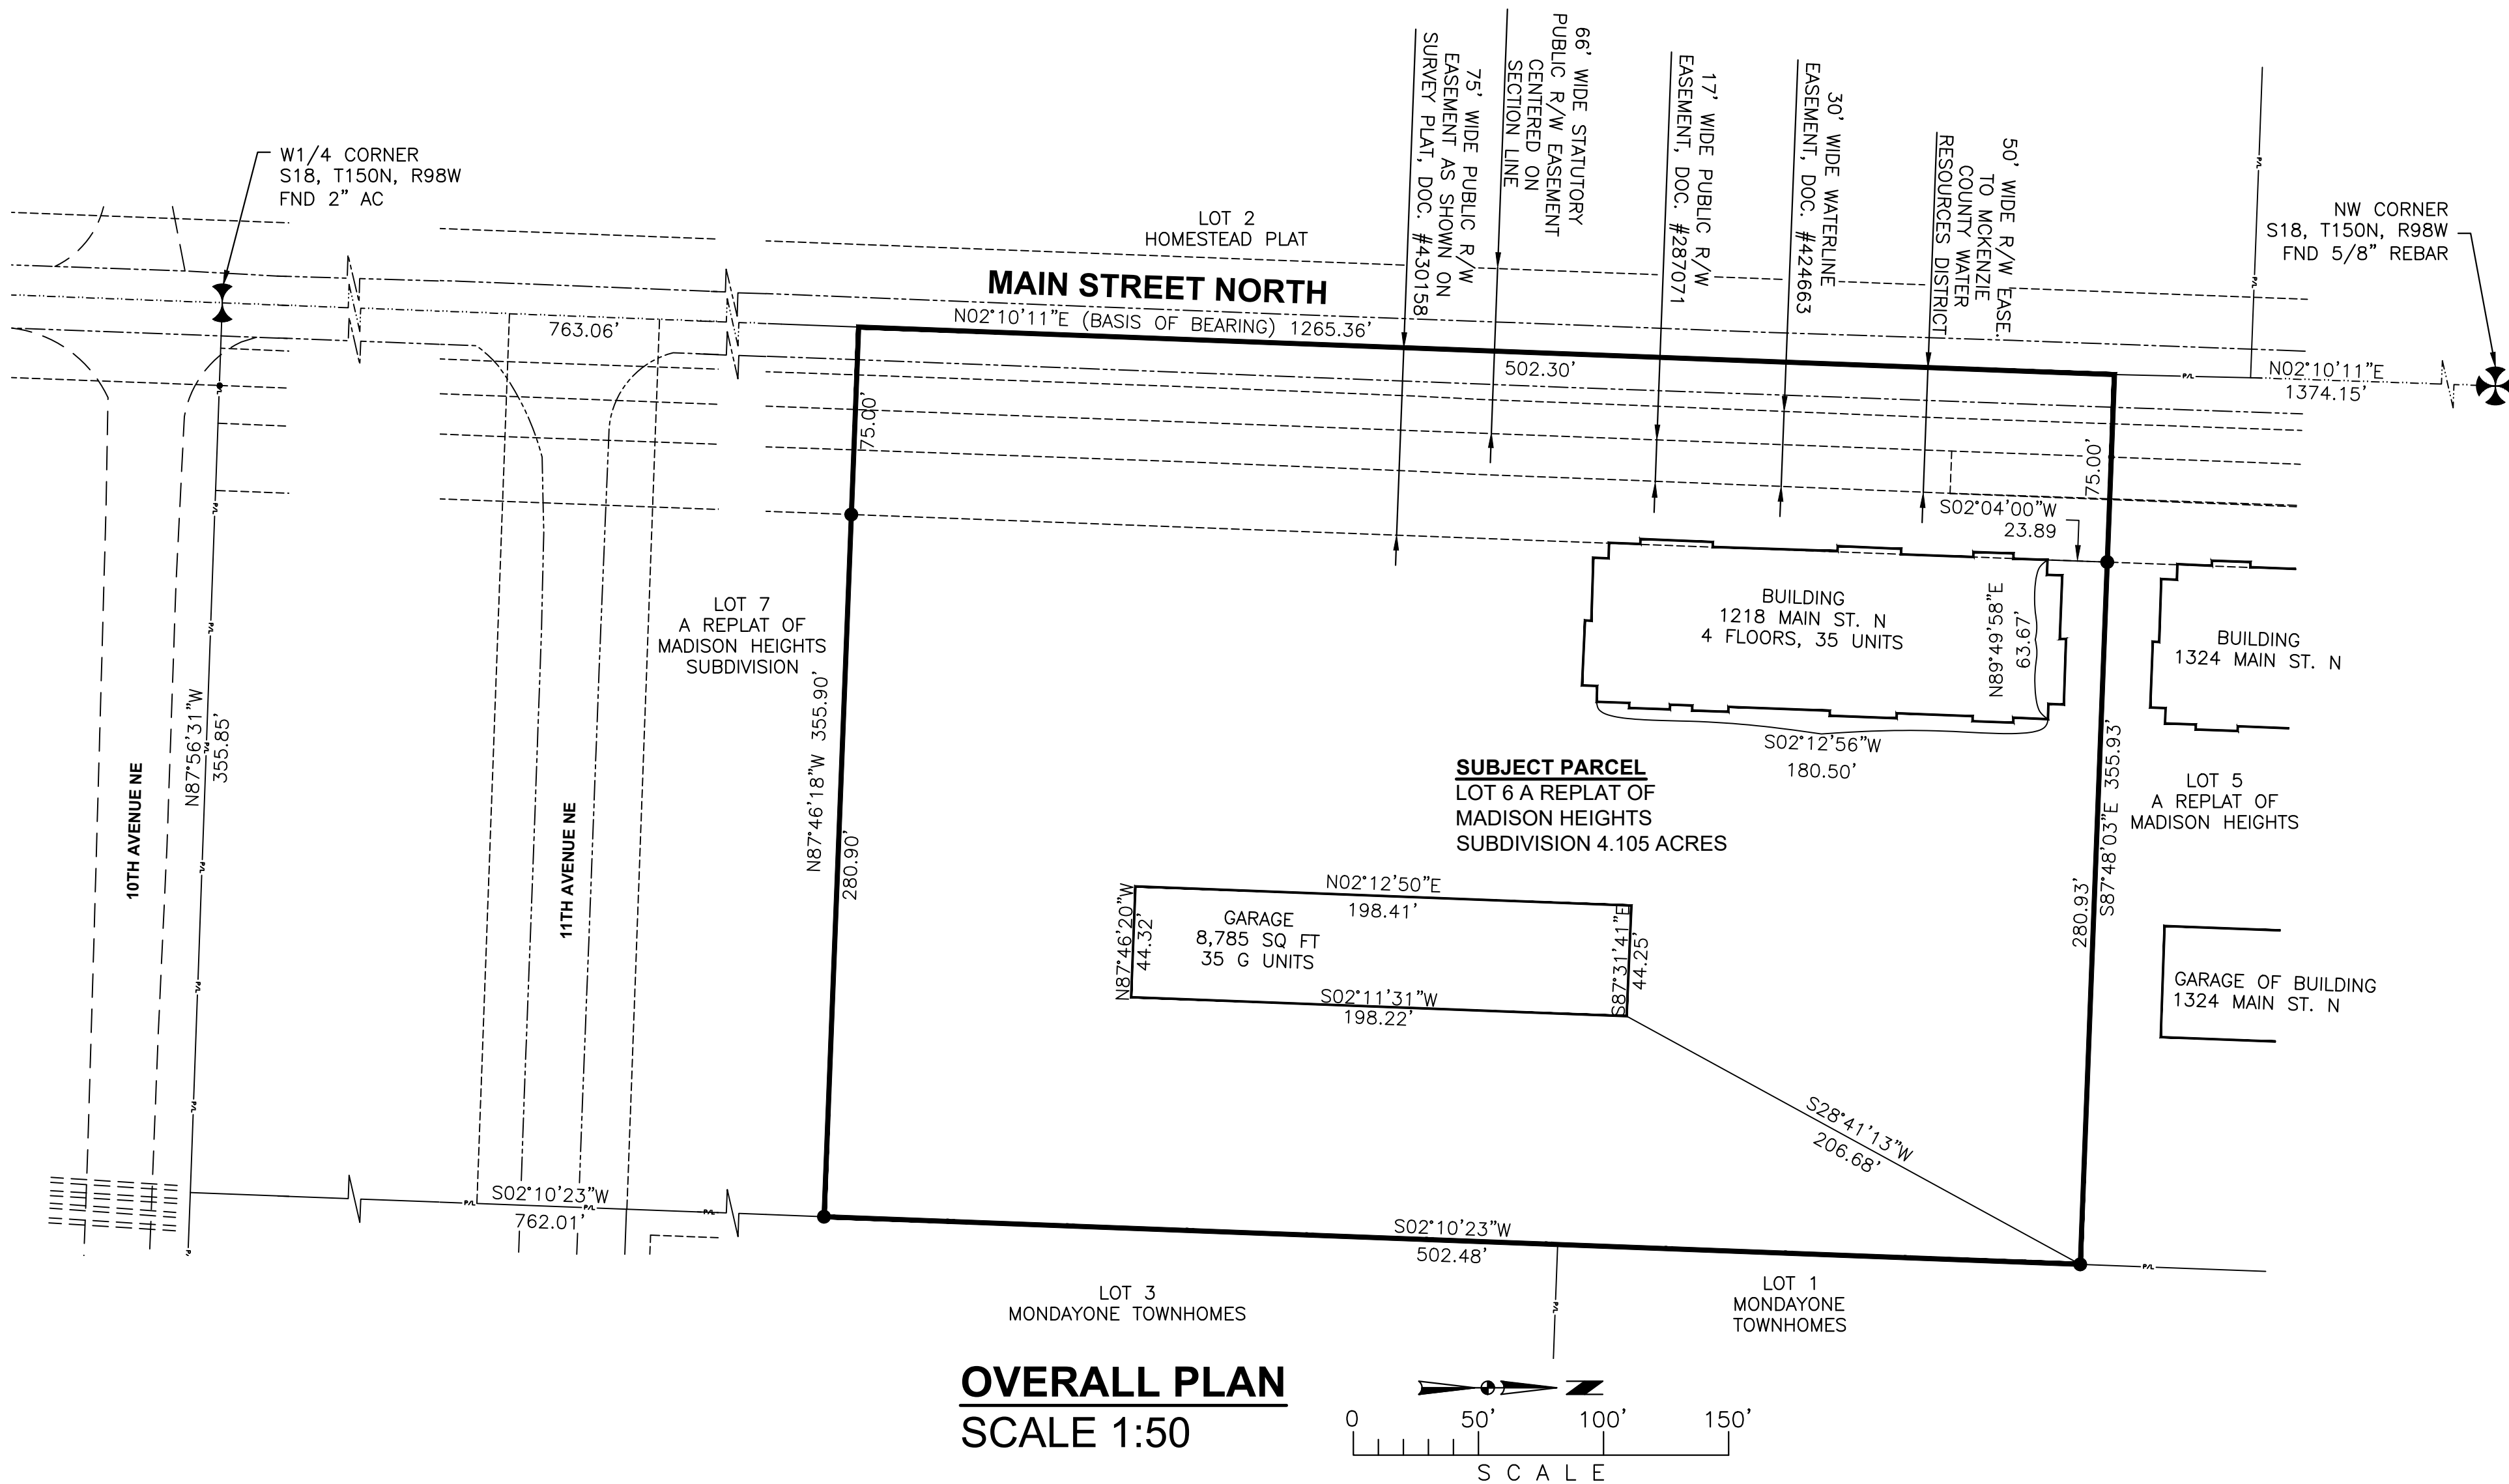 W1/4 CORNER
S18, T150N, R98W
FND 2" AC
LOT 2
HOMESTEAD PLAT
75' WIDE PUBLIC R/W
EASEMENT AS SHOWN ON
SURVEY PLAT, DOC. #430158
66' WIDE STATUTORY
PUBLIC R/W EASEMENT
CENTERED ON
SECTION LINE
17' WIDE PUBLIC R/W
EASEMENT, DOC. #287071
30' WIDE WATERLINE
EASEMENT, DOC. #424663
50' WIDE R/W EASE.
TO MCKENZIE
COUNTY WATER
RESOURCES DISTRICT
NW CORNER
S18, T150N, R98W
FND 5/8" REBAR
MAIN STREET NORTH
N02°10'11"E (BASIS OF BEARING) 1265.36'
763.06'
502.30'
P/L
P/L
P/L
N02°10'11"E
1374.15'
75.00'
75.00'
S02°04'00"W
23.89
LOT 7
A REPLAT OF
MADISON HEIGHTS
SUBDIVISION
BUILDING
1218 MAIN ST. N
4 FLOORS, 35 UNITS
N89°49'58"E
63.67'
S02°12'56"W
180.50'
BUILDING
1324 MAIN ST. N
10TH AVENUE NE
N87°56'31"W
355.85'
P/L
P/L
P/L
P/L
P/L
P/L
P/L
11TH AVENUE NE
N87°46'18"W 355.90'
280.90'
SUBJECT PARCEL
LOT 6 A REPLAT OF
MADISON HEIGHTS
SUBDIVISION 4.105 ACRES
S87°48'03"E 355.93'
280.93'
LOT 5
A REPLAT OF
MADISON HEIGHTS
N02°12'50"E
198.41'
N87°46'20"W
44.32'
GARAGE
8,785 SQ FT
35 G UNITS
S87°31'41"E
44.25'
S02°11'31"W
198.22'
GARAGE OF BUILDING
1324 MAIN ST. N
S28°41'13"W
206.68'
S02°10'23"W
762.01'
P/L
P/L
P/L
S02°10'23"W
502.48'
P/L
P/L
LOT 3
MONDAYONE TOWNHOMES
LOT 1
MONDAYONE
TOWNHOMES
OVERALL PLAN
SCALE 1:50
N
0 50' 100' 150'
SCALE